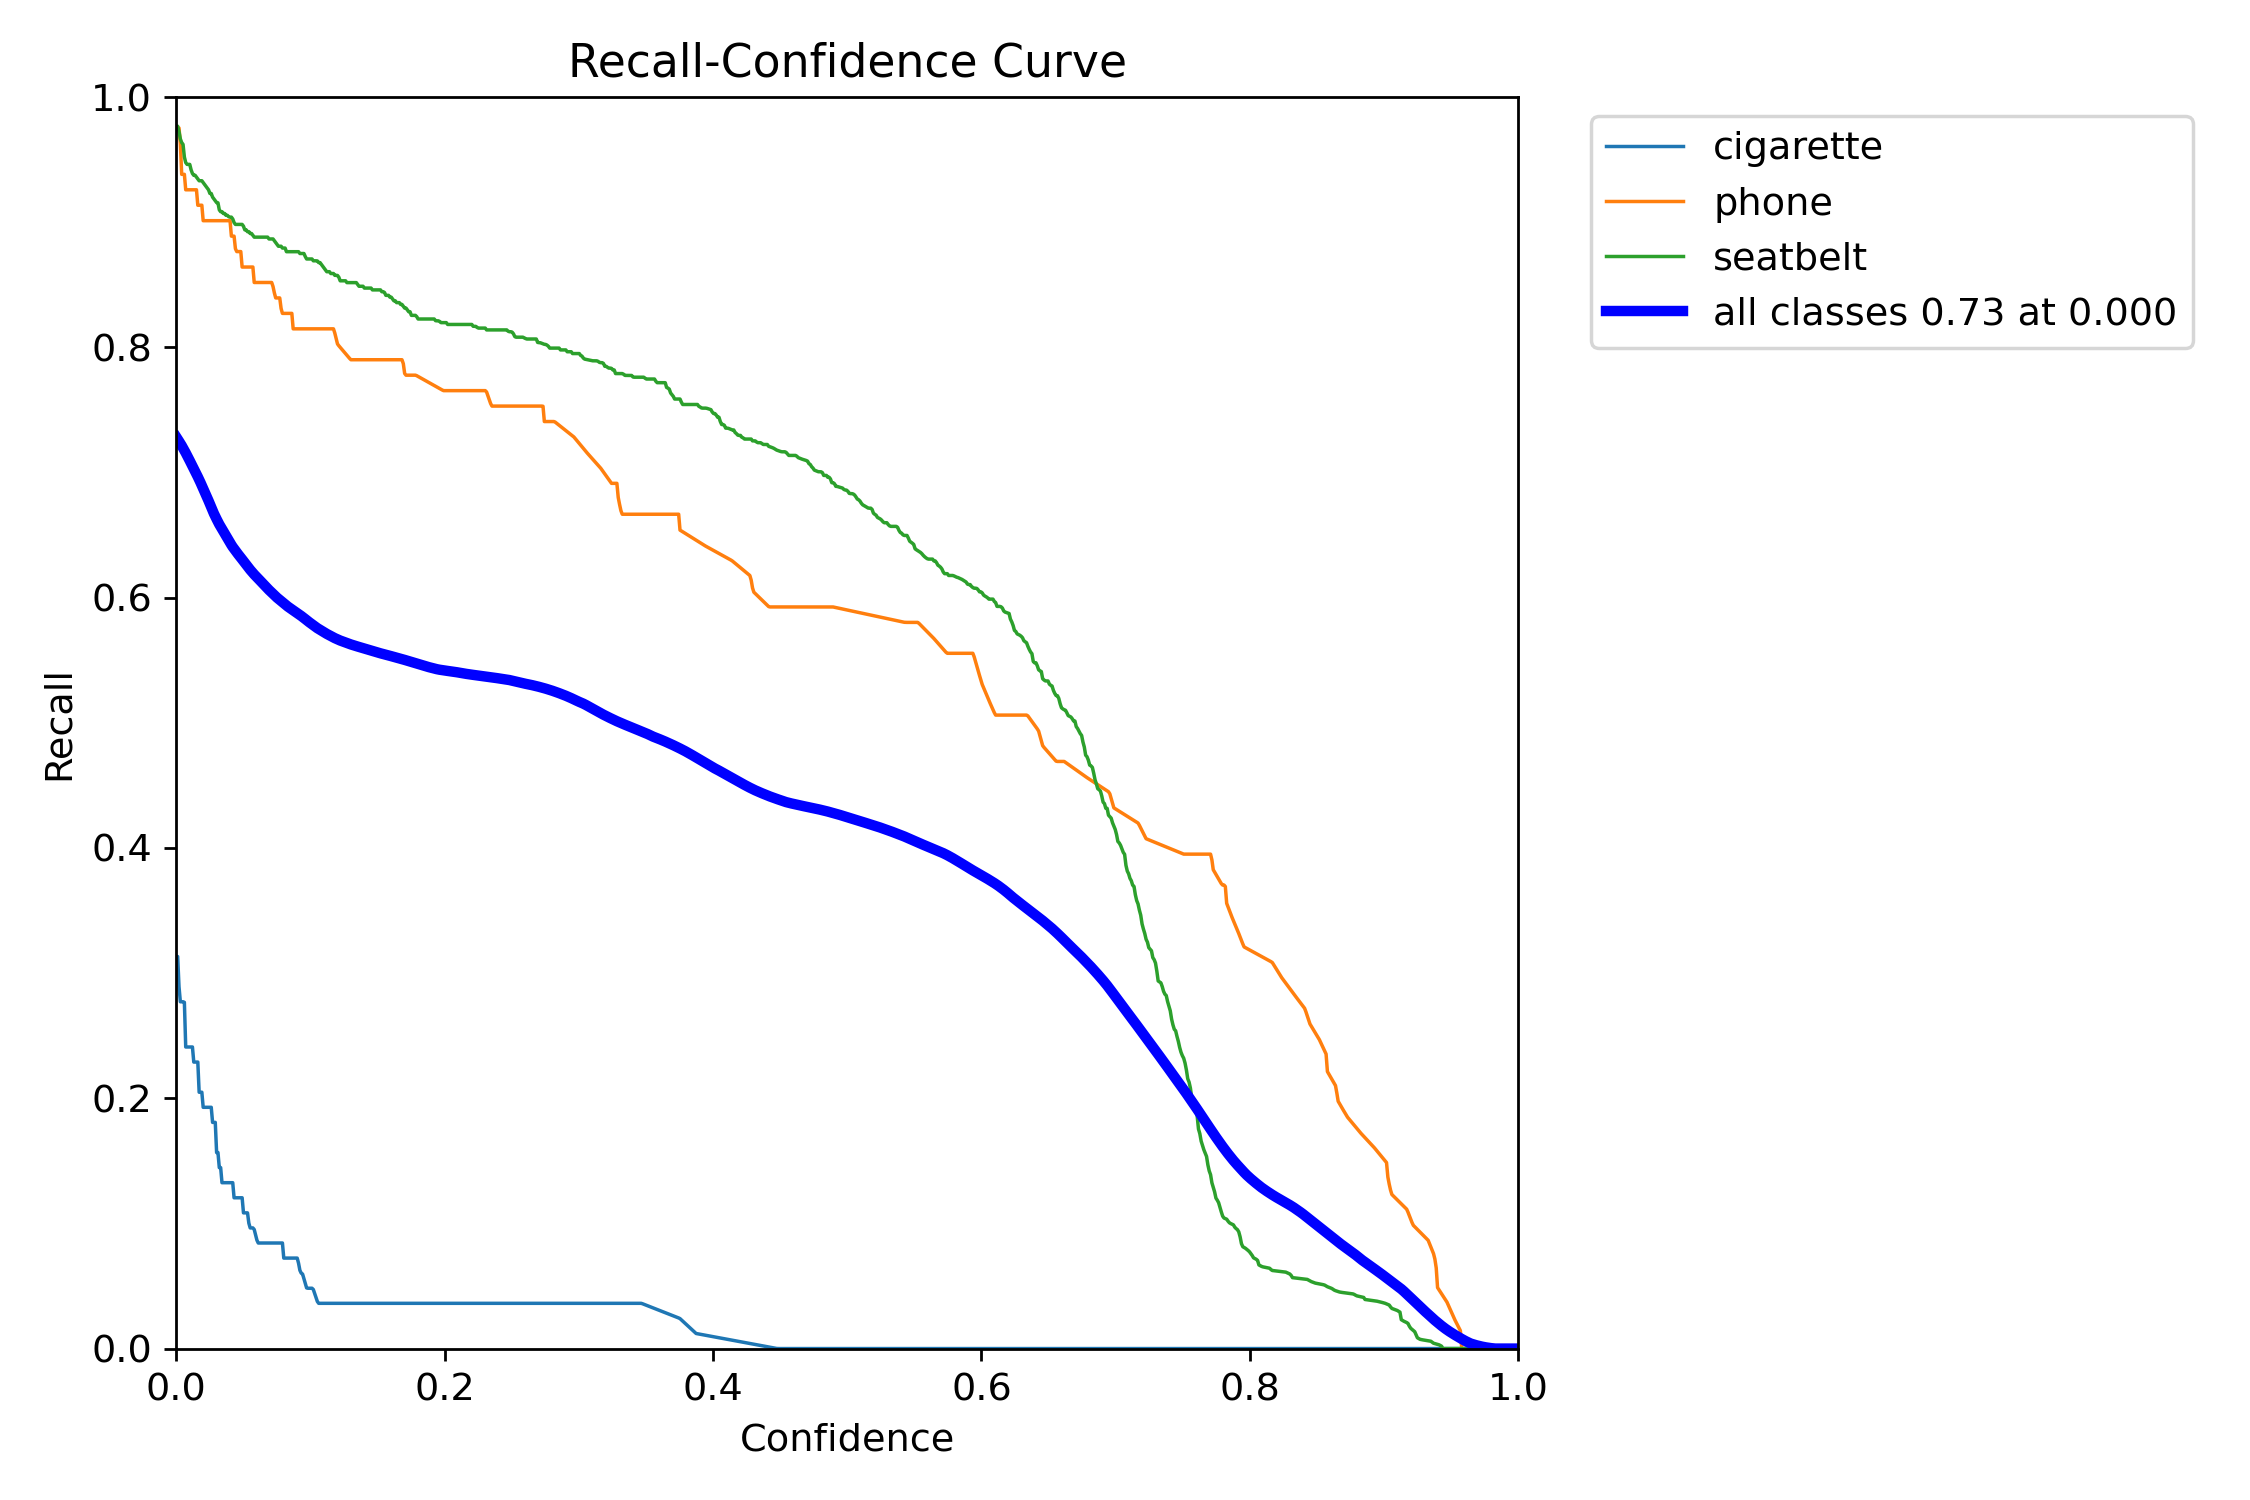 Recall-Confidence Curve
1.0
0.8
0.6
0.4
0.2
0.0
Recall
0.0 0.2 0.4 0.6 0.8 1.0
Confidence
cigarette
phone
seatbelt
all classes 0.73 at 0.000